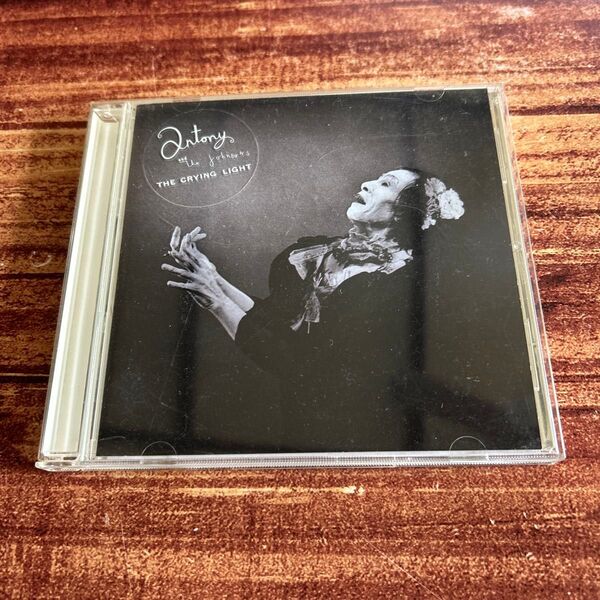 Antony
and the Johnsons
THE CRYING LIGHT